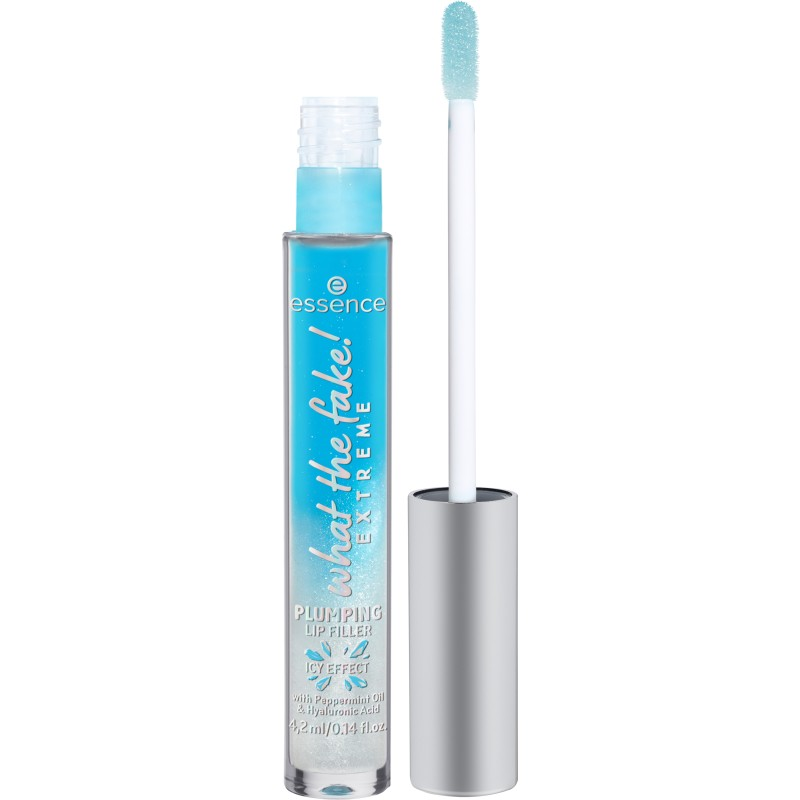 e
essence
what the fake!
EXTREME
PLUMPING
LIP FILLER
ICY EFFECT
with Peppermint Oil
& Hyaluronic Acid
4,2 ml/0.14 fl.oz.